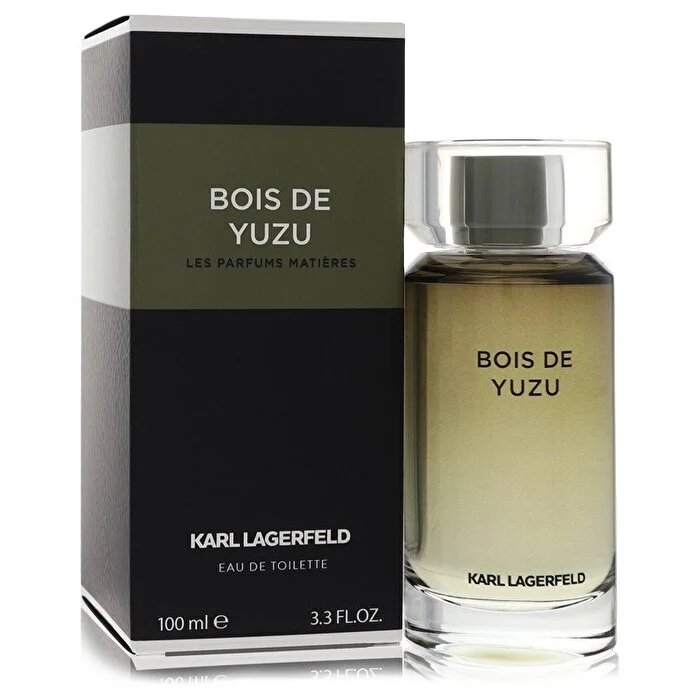 BOIS DE
YUZU
LES PARFUMS MATIÈRES
KARL LAGERFELD
EAU DE TOILETTE
100 ml ℮
3.3 FL.OZ.
BOIS DE
YUZU
KARL LAGERFELD